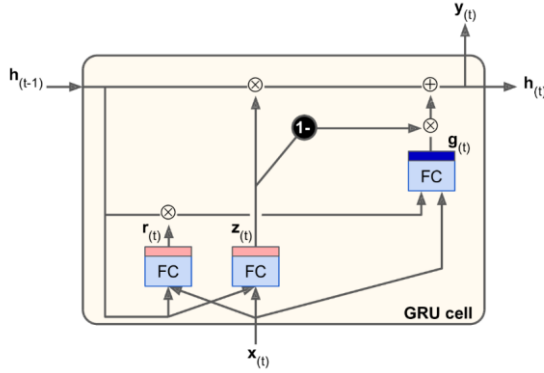 y(t)
h(t-1)
h(t)
1-
g(t)
FC
r(t)
z(t)
FC
FC
GRU cell
x(t)